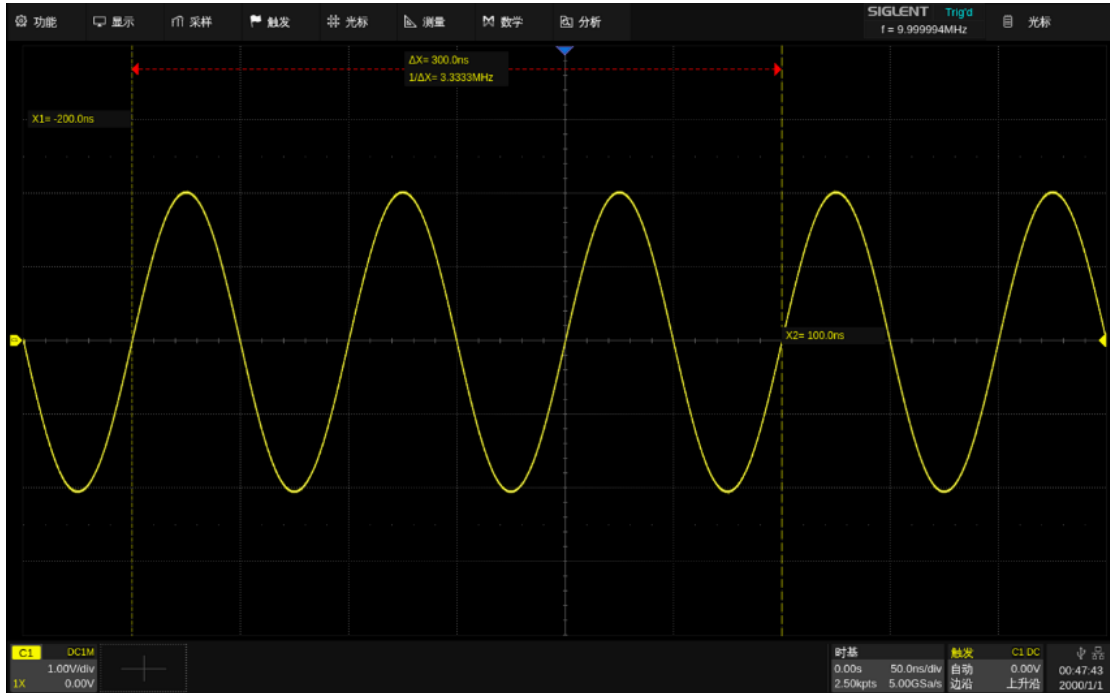 功能 显示 采样 触发 光标 测量 数学 分析
SIGLENT Trig'd
f = 9.999994MHz
光标
ΔX= 300.0ns
1/ΔX= 3.3333MHz
X1= -200.0ns
X2= 100.0ns
C1 DC1M
1.00V/div
1X 0.00V
时基
0.00s 50.0ns/div
2.50kpts 5.00GSa/s
触发 C1 DC
自动 0.00V
边沿 上升沿
00:47:43
2000/1/1